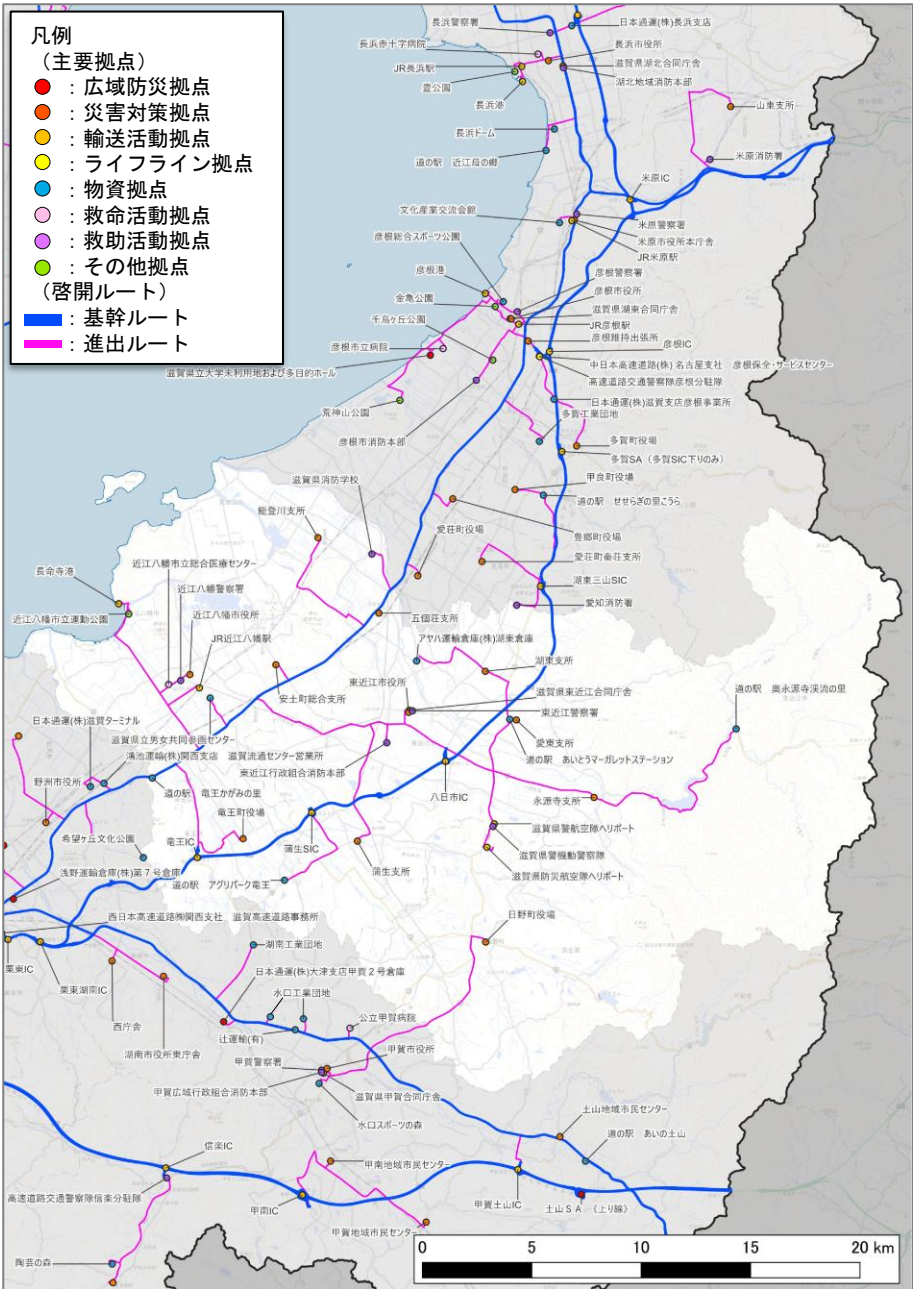 凡例
(主要拠点)
：広域防災拠点
：災害対策拠点
：輸送活動拠点
：ライフライン拠点
：物資拠点
：救命活動拠点
：救助活動拠点
：その他拠点
(啓開ルート)
：基幹ルート
：進出ルート
長浜警察署
日本通運(株)長浜支店
長浜赤十字病院
長浜市役所
滋賀県湖北合同庁舎
JR長浜駅
湖北地域消防本部
豊公園
長浜港
山東支所
長浜ドーム
道の駅 近江母の郷
米原消防署
米原IC
文化産業交流会館
米原警察署
米原市役所本庁舎
JR米原駅
彦根総合スポーツ公園
彦根港
彦根警察署
金亀公園
彦根市役所
千鳥ヶ丘公園
滋賀県湖東合同庁舎
JR彦根駅
彦根維持出張所
彦根IC
彦根市立病院
中日本高速道路(株)名古屋支社 彦根保全・サービスセンター
滋賀県立大学未利用地および多目的ホール
高速道路交通警察隊彦根分駐隊
荒神山公園
日本通運(株)滋賀支店彦根事業所
多賀工業団地
彦根市消防本部
多賀町役場
多賀SA（多賀SIC下りのみ）
滋賀県消防学校
甲良町役場
能登川支所
道の駅 せせらぎの里こうら
愛荘町役場
豊郷町役場
愛荘町秦荘支所
近江八幡市立総合医療センター
長命寺港
湖東三山SIC
近江八幡警察署
愛知消防署
近江八幡市立運動公園
近江八幡市役所
五個荘支所
JR近江八幡駅
アヤハ運輸倉庫(株)湖東倉庫
湖東支所
安土町総合支所
東近江市役所
滋賀県東近江合同庁舎
道の駅 奥永源寺渓流の里
日本通運(株)滋賀ターミナル
東近江警察署
滋賀県立男女共同参画センター
愛東支所
鴻池運輸(株)関西支店 滋賀流通センター営業所
東近江行政組合消防本部
道の駅 あいとうマーガレットステーション
野洲市役所
道の駅 竜王かがみの里
八日市IC
永源寺支所
竜王町役場
希望ヶ丘文化公園
竜王IC
蒲生SIC
滋賀県警航空隊ヘリポート
滋賀県警機動警察隊
浅野運輸倉庫(株)第7号倉庫
道の駅 アグリパーク竜王
蒲生支所
滋賀県防災航空隊ヘリポート
西日本高速道路㈱関西支社 滋賀高速道路事務所
日野町役場
湖南工業団地
栗東IC
日本通運(株)大津支店甲賀2号倉庫
栗東湖南IC
水口工業団地
西庁舎
公立甲賀病院
辻運輸(有)
湖南市役所東庁舎
甲賀市役所
甲賀警察署
甲賀広域行政組合消防本部
滋賀県甲賀合同庁舎
水口スポーツの森
土山地域市民センター
道の駅 あいの土山
信楽IC
甲南地域市民センター
高速道路交通警察隊信楽分駐隊
甲南IC
甲賀土山IC
土山SA（上り線）
甲賀地域市民センター
陶芸の森
0 5 10 15 20 km